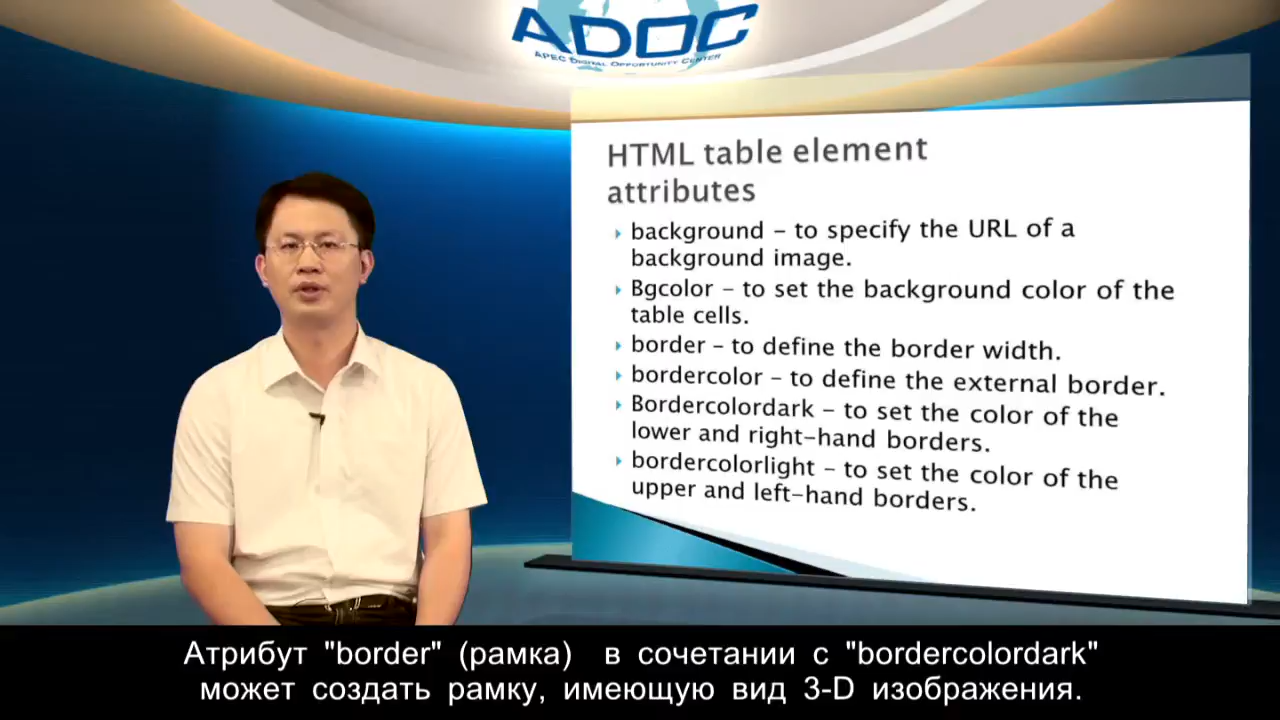 ADOC
APEC DIGITAL OPPORTUNITY CENTER
HTML table element
attributes
background – to specify the URL of a
background image.
Bgcolor – to set the background color of the
table cells.
border – to define the border width.
bordercolor – to define the external border.
Bordercolordark – to set the color of the
lower and right-hand borders.
bordercolorlight – to set the color of the
upper and left-hand borders.
Атрибут "border" (рамка) в сочетании с "bordercolordark"
может создать рамку, имеющую вид 3-D изображения.